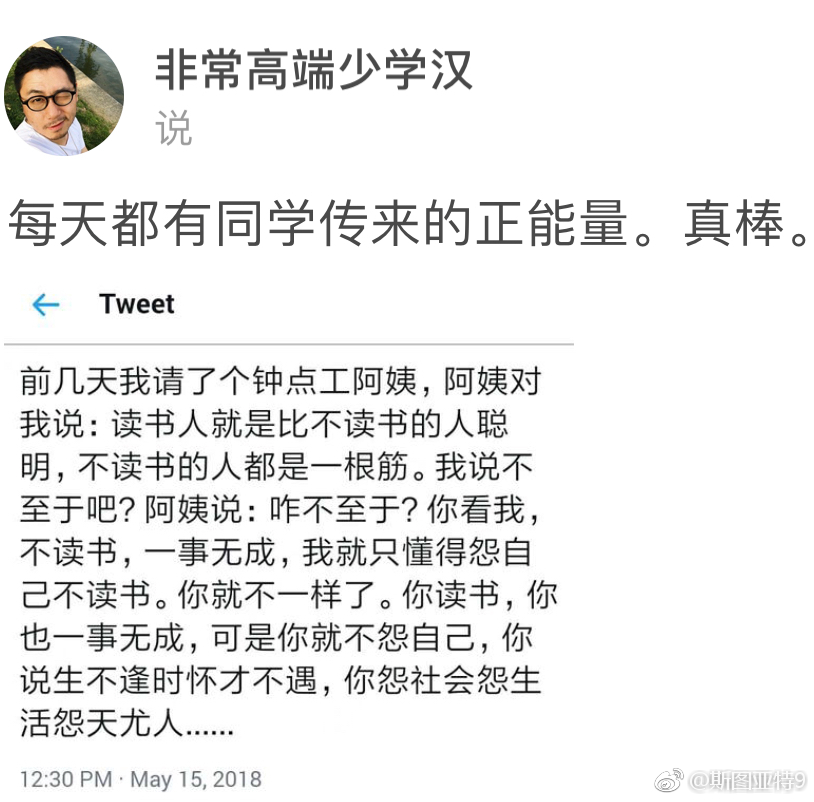 非常高端少学汉
说
每天都有同学传来的正能量。真棒。
← Tweet
前几天我请了个钟点工阿姨，阿姨对
我说：读书人就是比不读书的人聪
明，不读书的人都是一根筋。我说不
至于吧？阿姨说：咋不至于？你看我，
不读书，一事无成，我就只懂得怨自
己不读书。你就不一样了。你读书，你
也一事无成，可是你就不怨自己，你
说生不逢时怀才不遇，你怨社会怨生
活怨天尤人......
12:30 PM · May 15, 2018
@斯图亚特9